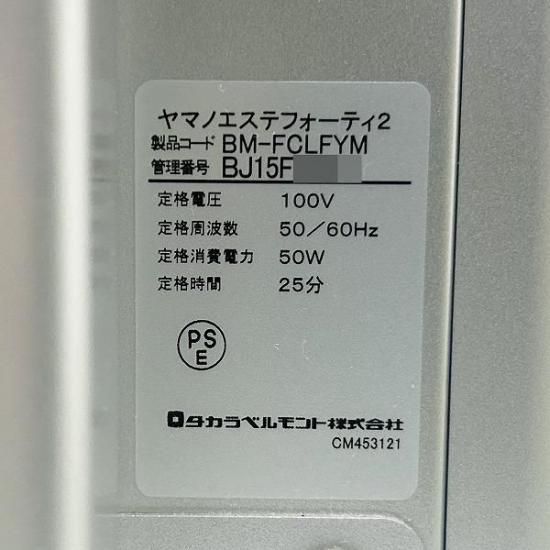 ヤマノエステフォーティ2
製品コード BM-FCLFYM
管理番号 BJ15F
定格電圧 100V
定格周波数 50／60Hz
定格消費電力 50W
定格時間 25分
PS
E
タカラベルモント株式会社
CM453121